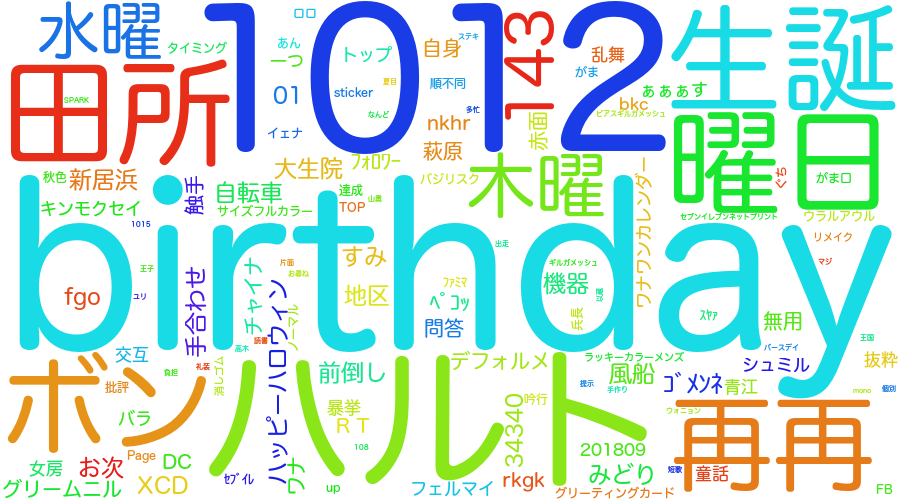 水曜
タイミング
ロロ
あん
一つ
トップ
自身
ステキ
乱舞
がま
143
生誕
1012
田所
SPARK
01
sticker
夏目
順不同
なんど
イェナ
nkhr
多忙
bkc
ぁぁぁす
ピアスギルガメッシュ
赤面
曜日
萩原
大生院
ﾌｫﾛﾜｰ
バジリスク
木曜
ぐち
がま口
秋色
新居浜
触手
自転車
達成
山鳳
TOP
キンモクセイ
サイズフルカラー
ワナワンカレンダー
セブンイレブンネットプリント
ウラルアウル
1015
birthday
リメイク
出走
王子
片面
お尋ね
すみ
ギルガメッシュ
マジ
チャイナ
手合わせ
ﾌｧﾐﾏ
機器
fgo
ユリ
地区
ﾍﾟｺｯ
ハッピーハロウィン
ノーマル
兵長
ｽﾔｧ
無用
問答
読書
高木
王国
バースデイ
交互
ボン
ハルト
礼装
負担
消しゴム
前倒し
デフォルメ
ラッキーカラーメンズ
シュミル
抜粋
風船
ｺﾞﾒﾝﾈ
青江
批評
提示
手作り
mono
個別
バラ
暴挙
RT
34340
吟行
ウォニョン
再再
108
201809
Page
女房
お次
DC
ｾﾌﾞｲﾚ
ワナ
みどり
短歌
童話
グリームニル
XCD
up
フェルマイ
rkgk
グリーティングカード
FB